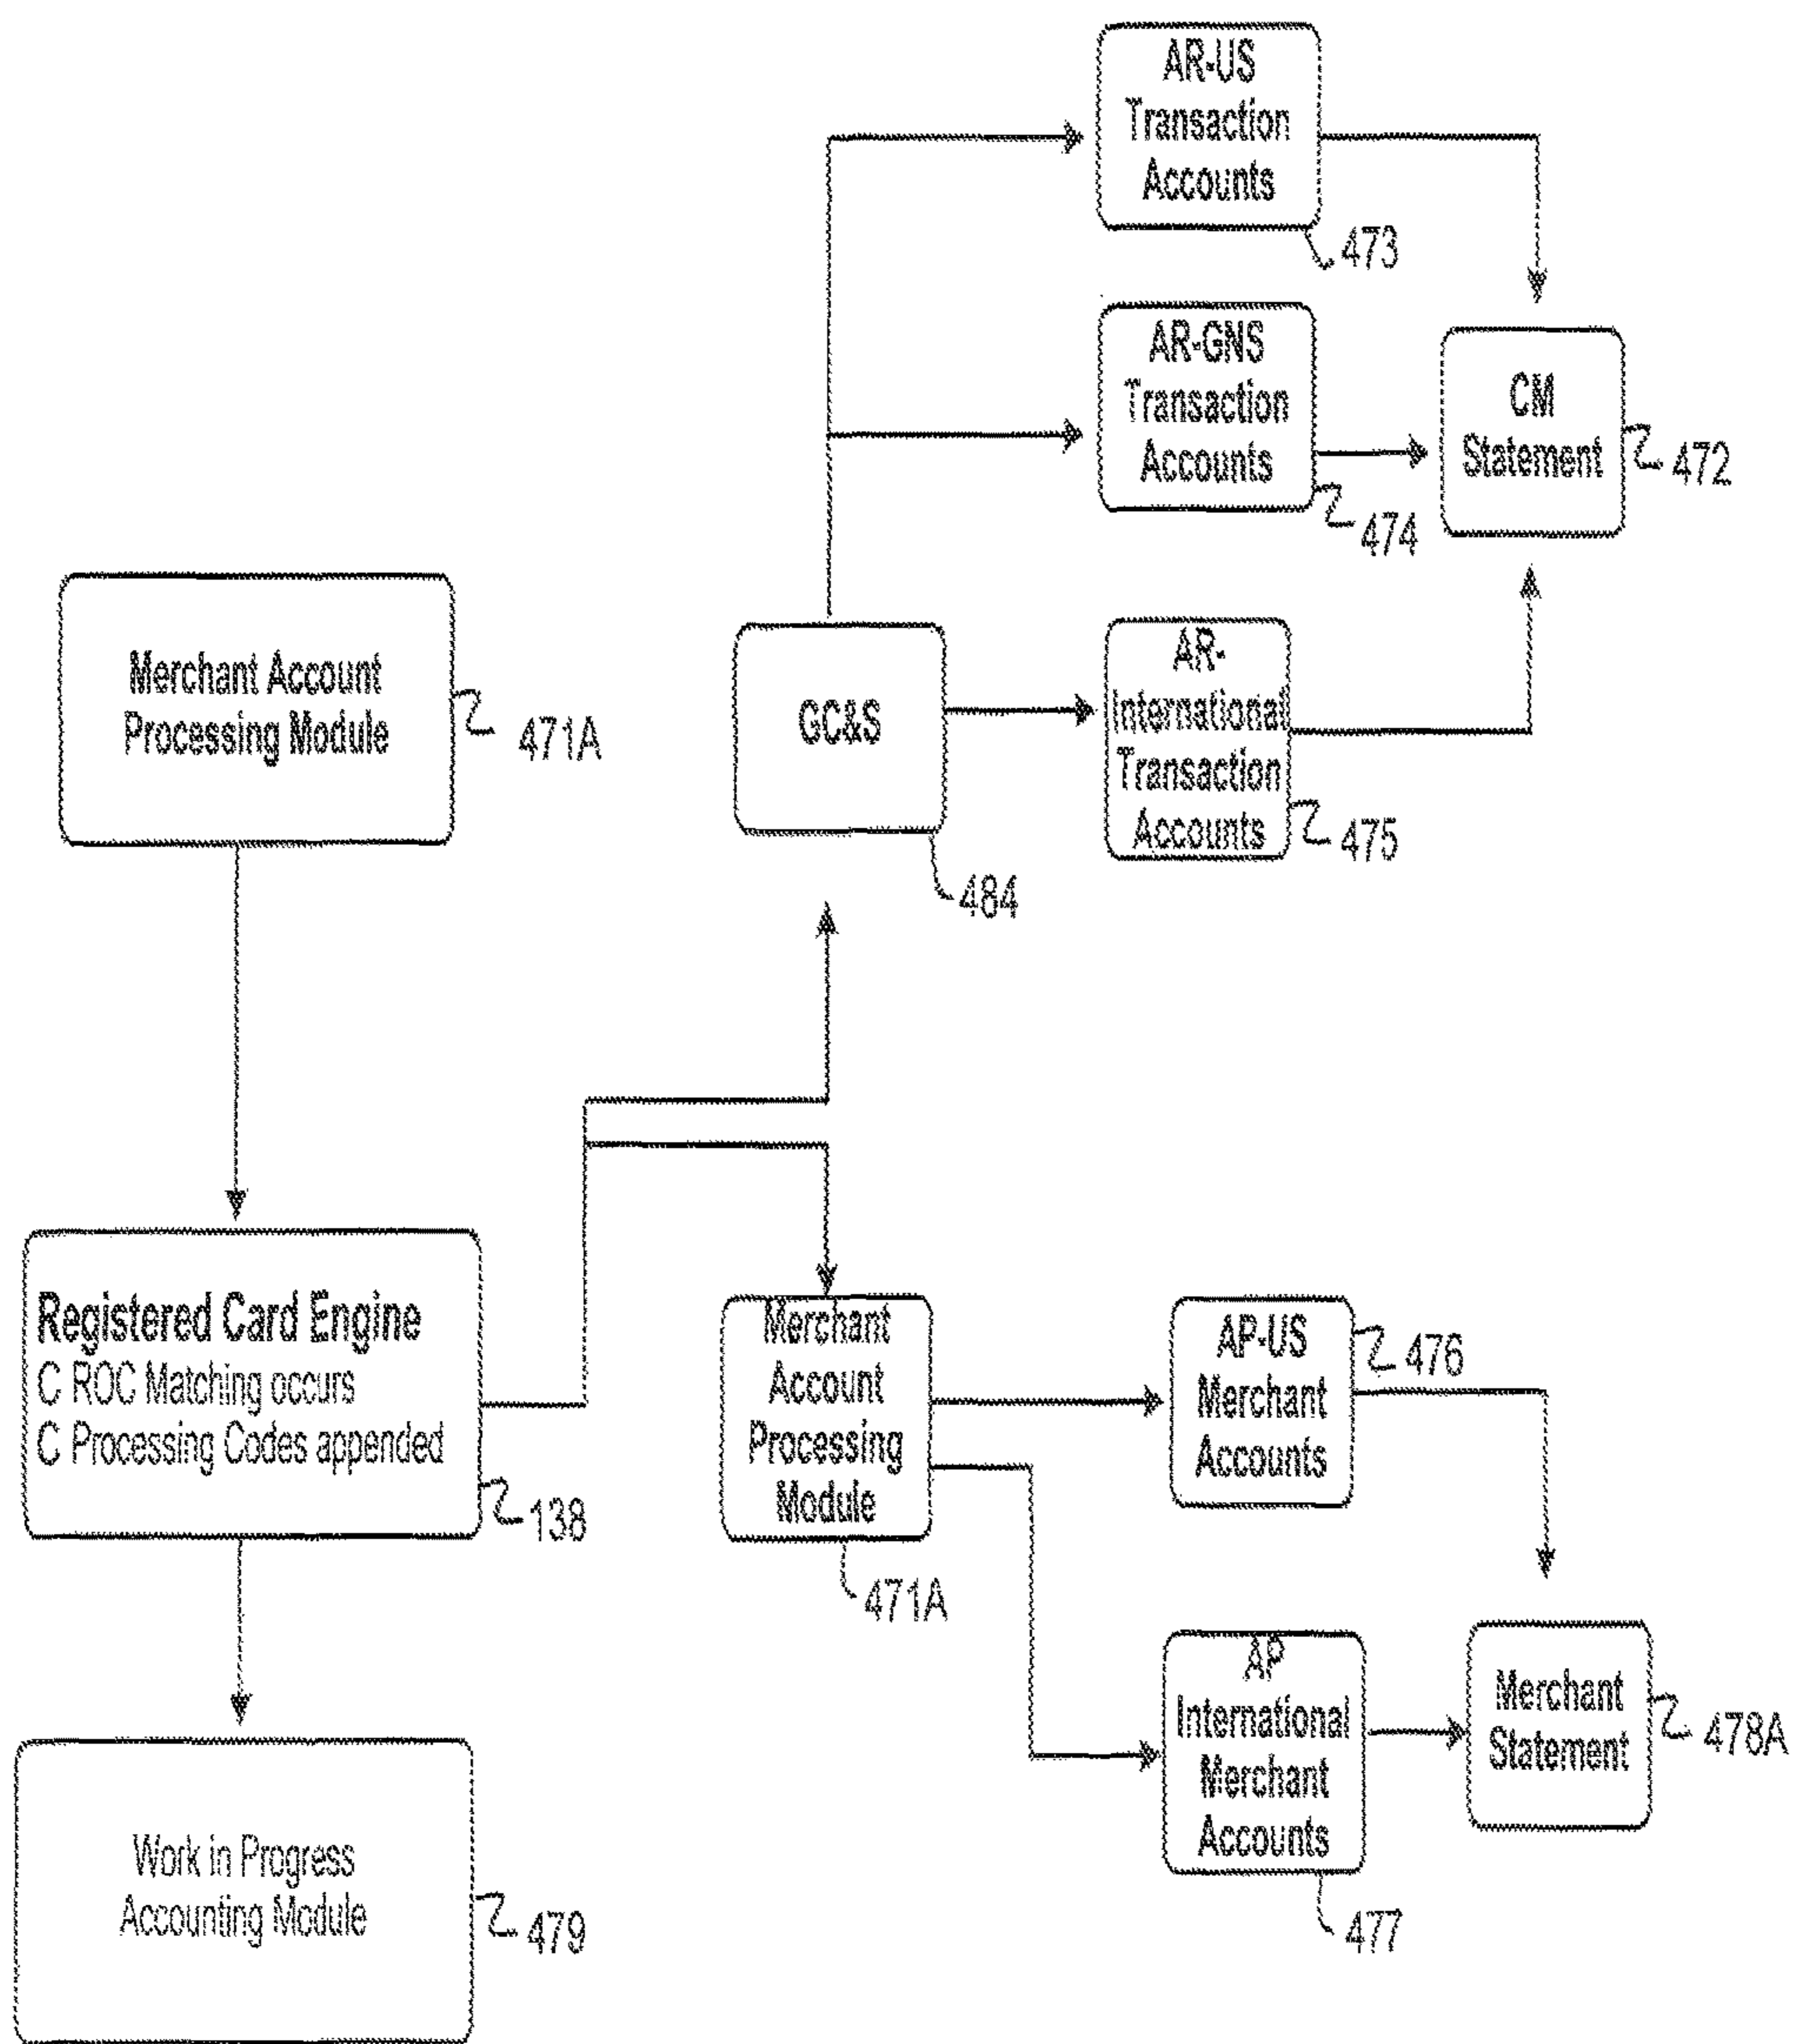 AR-US
Transaction
Accounts
473
AR-GNS
Transaction
Accounts
474
CM
Statement
472
Merchant Account
Processing Module
471A
GC&S
484
AR-
International
Transaction
Accounts
475
Registered Card Engine
C ROC Matching occurs
C Processing Codes appended
138
Merchant
Account
Processing
Module
471A
AP-US
Merchant
Accounts
476
AP
International
Merchant
Accounts
477
Merchant
Statement
478A
Work in Progress
Accounting Module
479